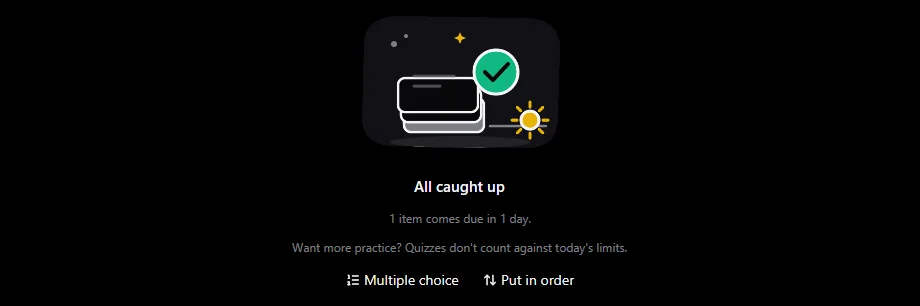 All caught up
1 item comes due in 1 day.
Want more practice? Quizzes don't count against today's limits.
Multiple choice Put in order